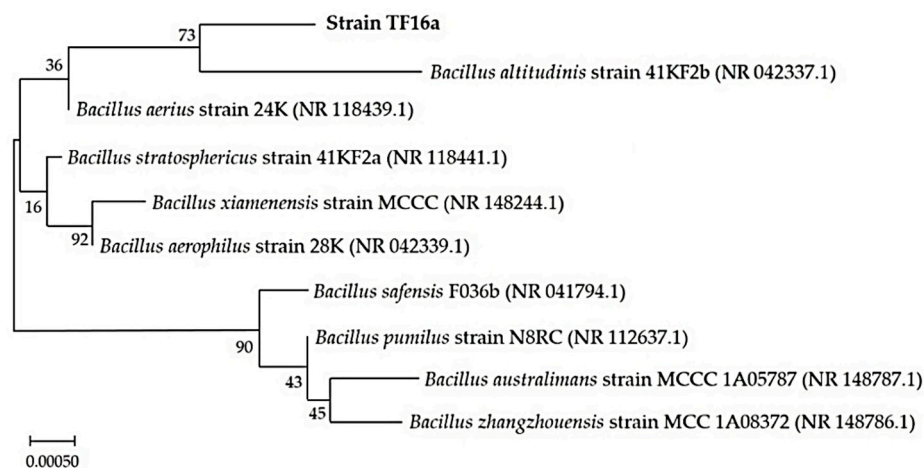 Strain TF16a
73
36
Bacillus altitudinis strain 41KF2b (NR 042337.1)
Bacillus aerius strain 24K (NR 118439.1)
Bacillus stratosphericus strain 41KF2a (NR 118441.1)
16
Bacillus xiamenensis strain MCCC (NR 148244.1)
92
Bacillus aerophilus strain 28K (NR 042339.1)
Bacillus safensis F036b (NR 041794.1)
90
Bacillus pumilus strain N8RC (NR 112637.1)
43
Bacillus australimans strain MCCC 1A05787 (NR 148787.1)
45
Bacillus zhangzhouensis strain MCC 1A08372 (NR 148786.1)
0.00050